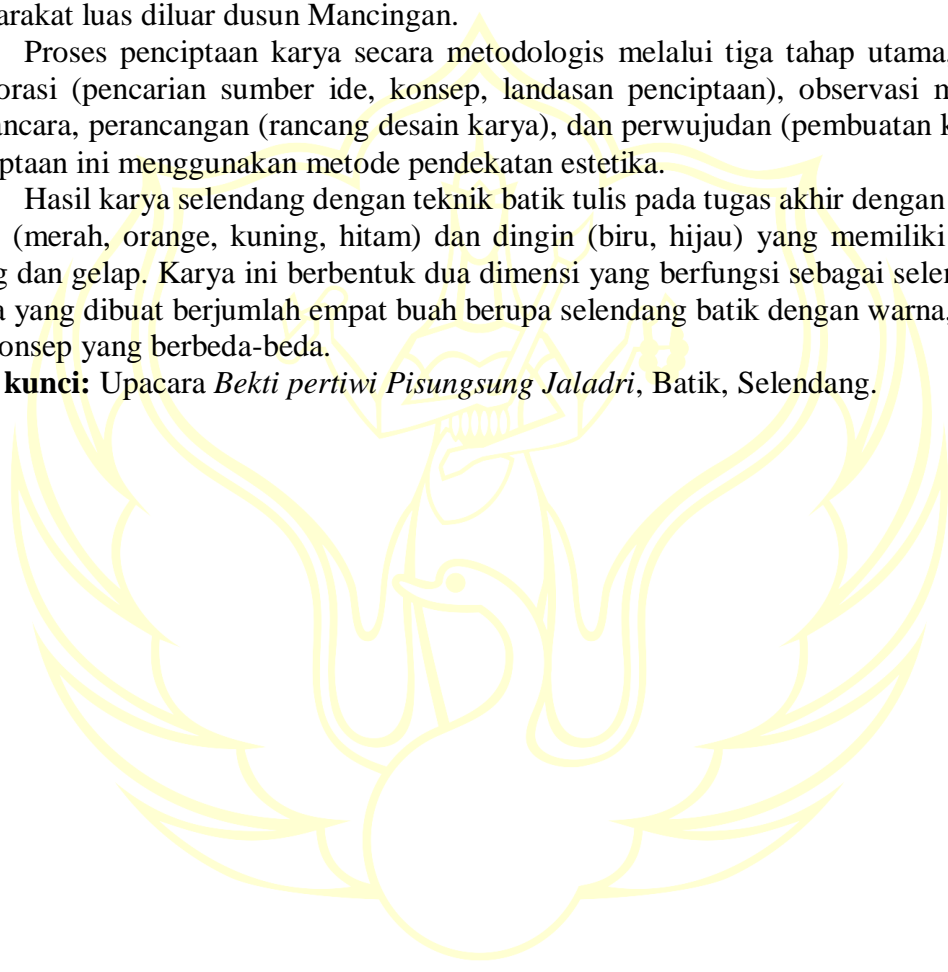 arakat luas diluar dusun Mancingan.
Proses penciptaan karya secara metodologis melalui tiga tahap utama,
orasi (pencarian sumber ide, konsep, landasan penciptaan), observasi m
ancara, perancangan (rancang desain karya), dan perwujudan (pembuatan k
ptaan ini menggunakan metode pendekatan estetika.
Hasil karya selendang dengan teknik batik tulis pada tugas akhir dengan
(merah, orange, kuning, hitam) dan dingin (biru, hijau) yang memiliki
g dan gelap. Karya ini berbentuk dua dimensi yang berfungsi sebagai selen
a yang dibuat berjumlah empat buah berupa selendang batik dengan warna,
onsep yang berbeda-beda.
kunci: Upacara Bekti pertiwi Pisungsung Jaladri, Batik, Selendang.